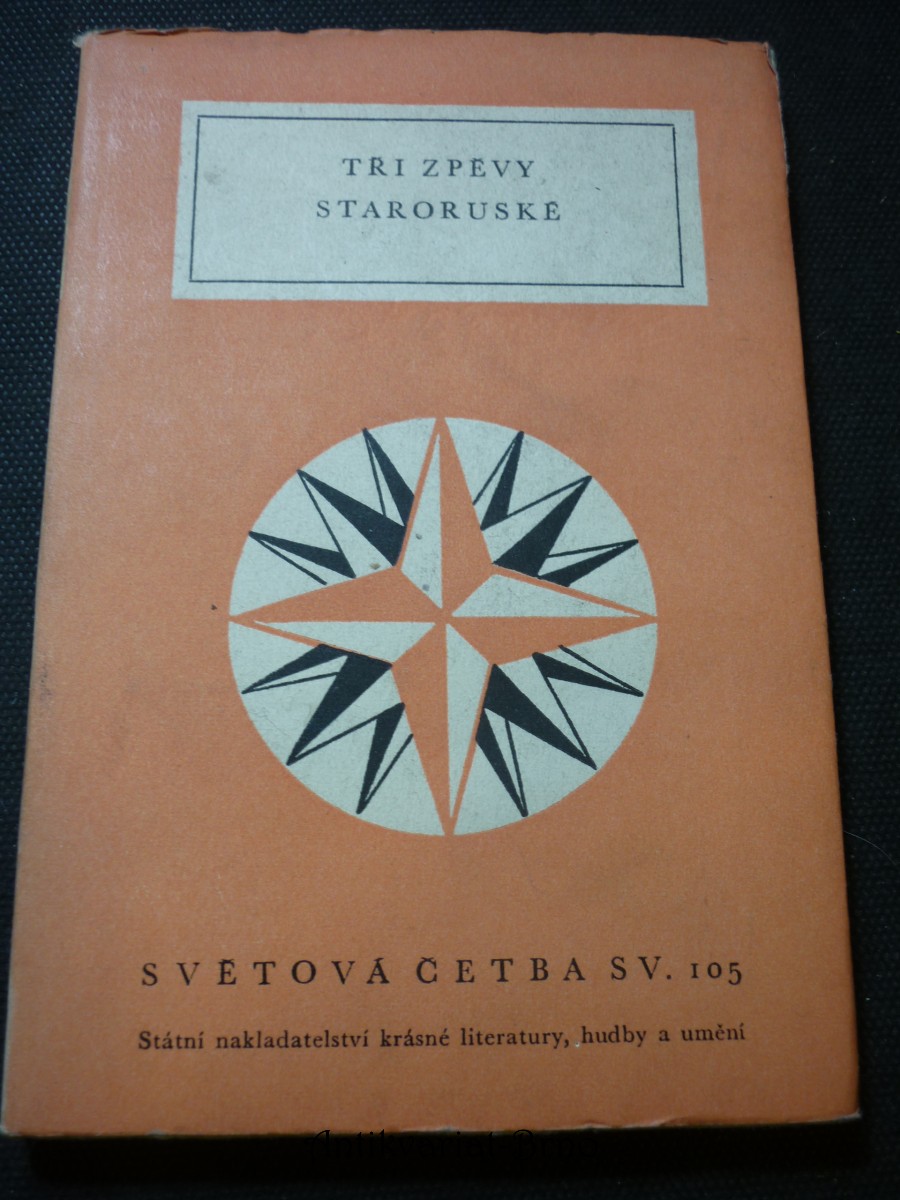 TŘI ZPĚVY
STARORUSKÉ
SVĚTOVÁ ČETBA SV. 105
Státní nakladatelství krásné literatury, hudby a umění